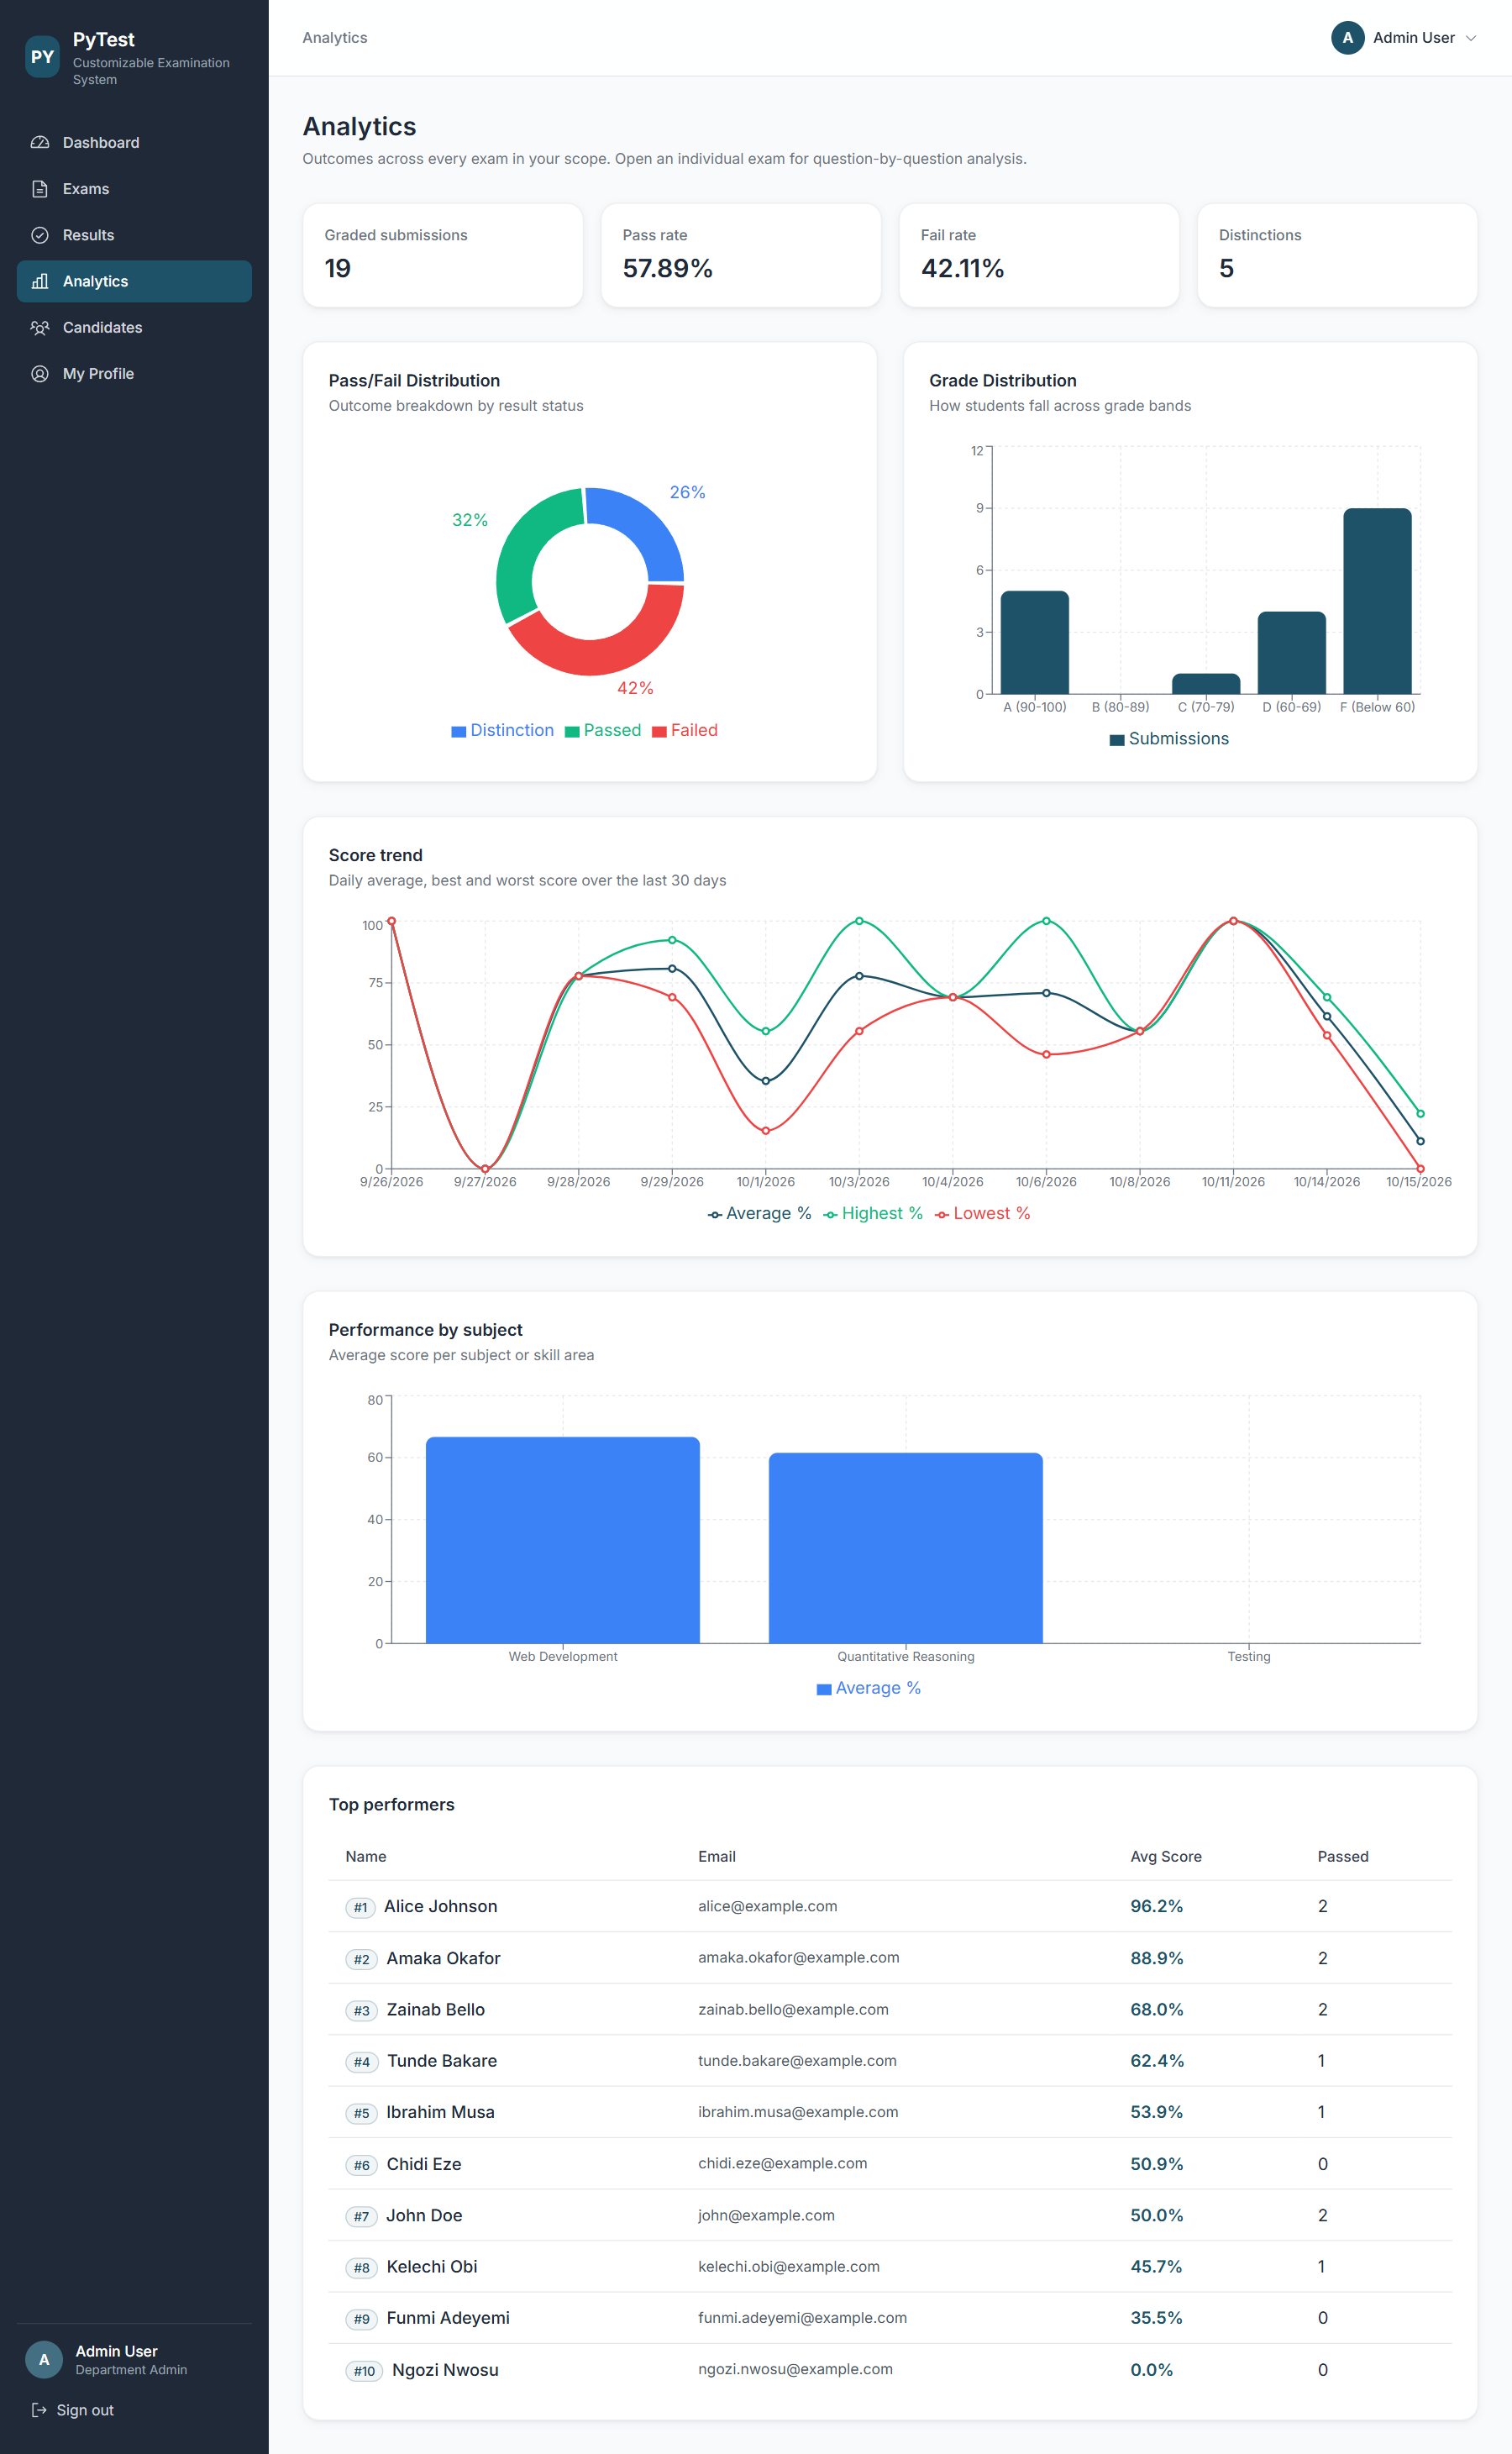 PY
PyTest
Customizable Examination
System
Dashboard
Exams
Results
Analytics
Candidates
My Profile
Admin User
Department Admin
A
Sign out
Analytics
A
Admin User
Analytics
Outcomes across every exam in your scope. Open an individual exam for question-by-question analysis.
Graded submissions
19
Pass rate
57.89%
Fail rate
42.11%
Distinctions
5
Pass/Fail Distribution
Outcome breakdown by result status
26%
32%
42%
Distinction Passed Failed
Grade Distribution
How students fall across grade bands
12
9
6
3
0
A (90-100) B (80-89) C (70-79) D (60-69) F (Below 60)
Submissions
Score trend
Daily average, best and worst score over the last 30 days
100
75
50
25
0
9/26/2026 9/27/2026 9/28/2026 9/29/2026 10/1/2026 10/3/2026 10/4/2026 10/6/2026 10/8/2026 10/11/2026 10/14/2026 10/15/2026
Average % Highest % Lowest %
Performance by subject
Average score per subject or skill area
80
60
40
20
0
Web Development Quantitative Reasoning Testing
Average %
Top performers
Name Email Avg Score Passed
#1 Alice Johnson alice@example.com 96.2% 2
#2 Amaka Okafor amaka.okafor@example.com 88.9% 2
#3 Zainab Bello zainab.bello@example.com 68.0% 2
#4 Tunde Bakare tunde.bakare@example.com 62.4% 1
#5 Ibrahim Musa ibrahim.musa@example.com 53.9% 1
#6 Chidi Eze chidi.eze@example.com 50.9% 0
#7 John Doe john@example.com 50.0% 2
#8 Kelechi Obi kelechi.obi@example.com 45.7% 1
#9 Funmi Adeyemi funmi.adeyemi@example.com 35.5% 0
#10 Ngozi Nwosu ngozi.nwosu@example.com 0.0% 0